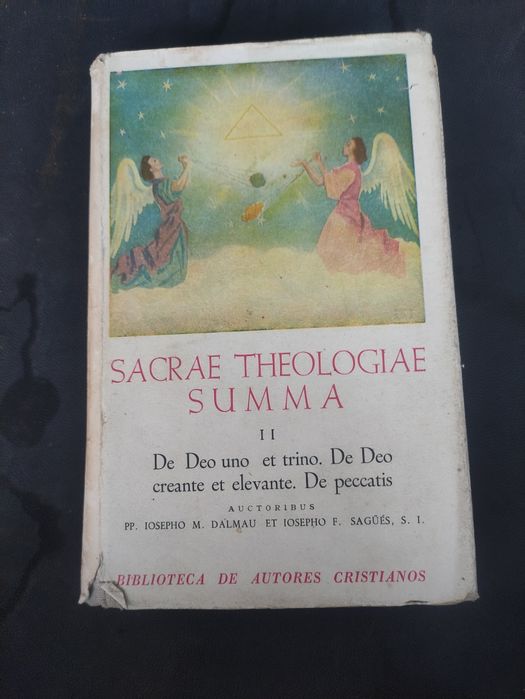 SACRAE THEOLOGIAE
SUMMA
II
De Deo uno et trino. De Deo
creante et elevante. De peccatis
AUCTORIBUS
PP. IOSEPHO M. DALMAU ET IOSEPHO F. SAGÜÉS, S. I.
BIBLIOTECA DE AUTORES CRISTIANOS